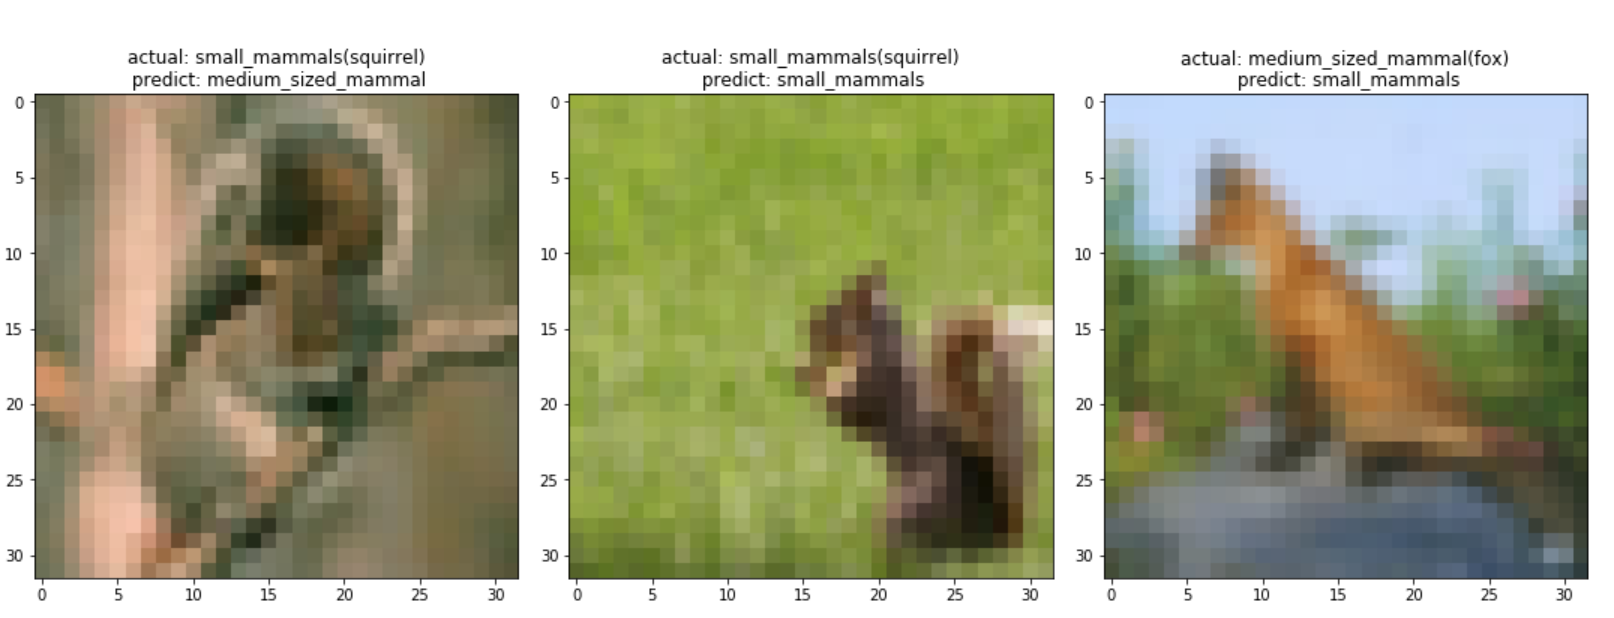 actual: small_mammals(squirrel)
predict: medium_sized_mammal
0
5
10
15
20
25
30
0 5 10 15 20 25 30
actual: small_mammals(squirrel)
predict: small_mammals
0
5
10
15
20
25
30
0 5 10 15 20 25 30
actual: medium_sized_mammal(fox)
predict: small_mammals
0
5
10
15
20
25
30
0 5 10 15 20 25 30